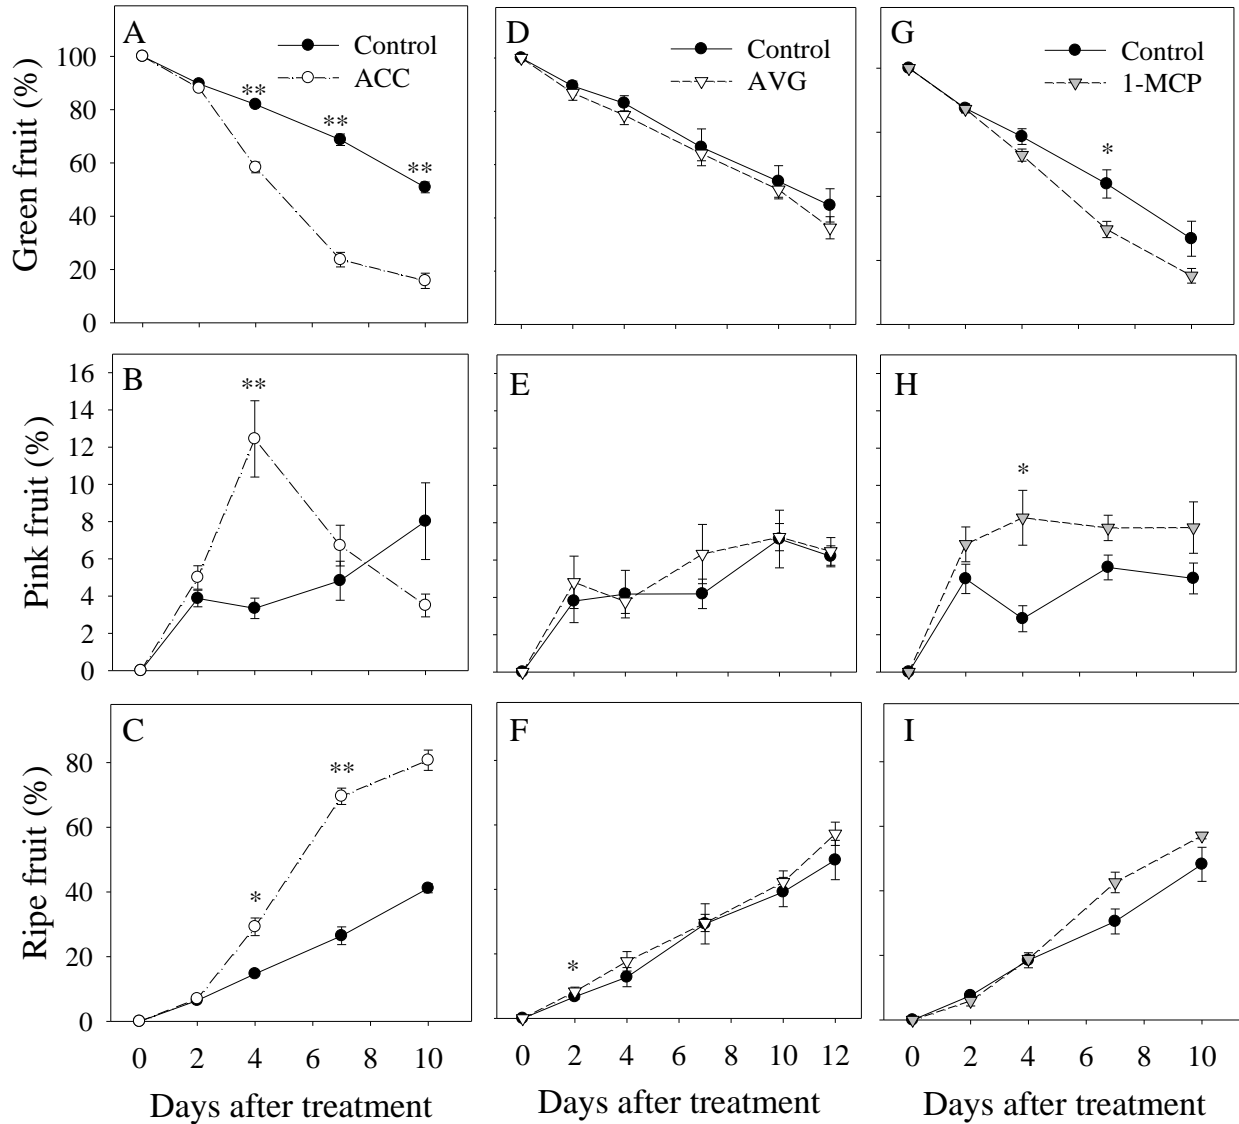 A
Control
ACC
D
Control
AVG
G
Control
1-MCP
Green fruit (%)
100
80
60
40
20
0
**
**
**
*
B
E
H
Pink fruit (%)
16
14
12
10
8
6
4
2
0
**
*
C
F
I
Ripe fruit (%)
80
60
40
20
0
*
**
*
0 2 4 6 8 10
0 2 4 6 8 10 12
0 2 4 6 8 10
Days after treatment
Days after treatment
Days after treatment